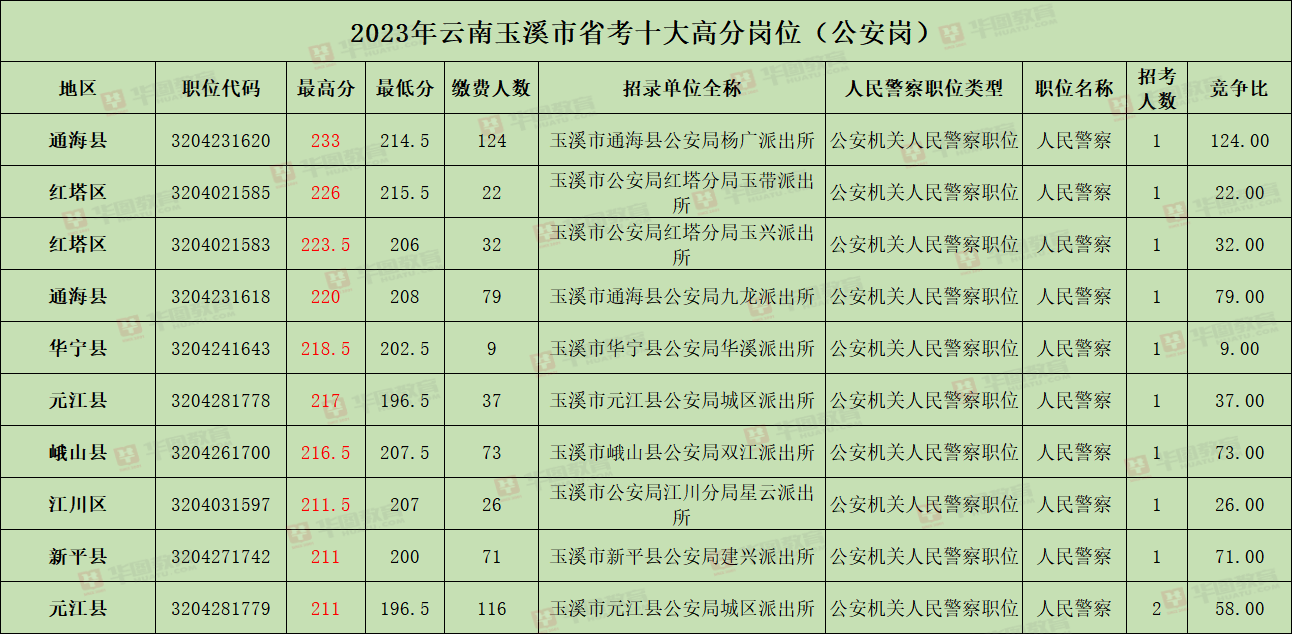 2023年云南玉溪市省考十大高分岗位（公安岗）
地区 职位代码 最高分 最低分 缴费人数 招录单位全称 人民警察职位类型 职位名称 招考人数 竞争比
通海县 3204231620 233 214.5 124 玉溪市通海县公安局杨广派出所 公安机关人民警察职位 人民警察 1 124.00
红塔区 3204021585 226 215.5 22 玉溪市公安局红塔分局玉带派出所 公安机关人民警察职位 人民警察 1 22.00
红塔区 3204021583 223.5 206 32 玉溪市公安局红塔分局玉兴派出所 公安机关人民警察职位 人民警察 1 32.00
通海县 3204231618 220 208 79 玉溪市通海县公安局九龙派出所 公安机关人民警察职位 人民警察 1 79.00
华宁县 3204241643 218.5 202.5 9 玉溪市华宁县公安局华溪派出所 公安机关人民警察职位 人民警察 1 9.00
元江县 3204281778 217 196.5 37 玉溪市元江县公安局城区派出所 公安机关人民警察职位 人民警察 1 37.00
峨山县 3204261700 216.5 207.5 73 玉溪市峨山县公安局双江派出所 公安机关人民警察职位 人民警察 1 73.00
江川区 3204031597 211.5 207 26 玉溪市公安局江川分局星云派出所 公安机关人民警察职位 人民警察 1 26.00
新平县 3204271742 211 200 71 玉溪市新平县公安局建兴派出所 公安机关人民警察职位 人民警察 1 71.00
元江县 3204281779 211 196.5 116 玉溪市元江县公安局城区派出所 公安机关人民警察职位 人民警察 2 58.00
华图教育
HUATU.COM